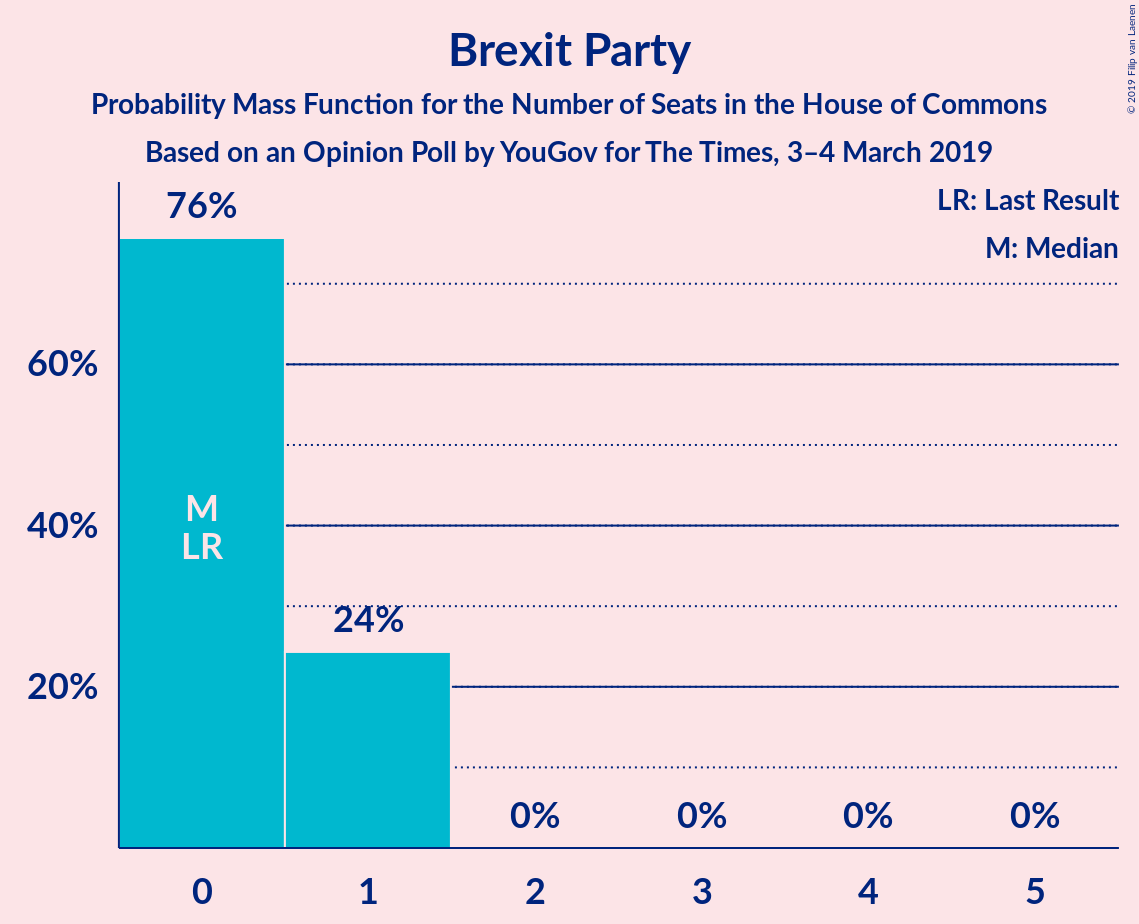 Brexit Party
Probability Mass Function for the Number of Seats in the House of Commons
Based on an Opinion Poll by YouGov for The Times, 3–4 March 2019
© 2019 Filip van Laenen
LR: Last Result
M: Median
76%
60%
40%
20%
M
LR
24%
0% 0% 0% 0%
0 1 2 3 4 5